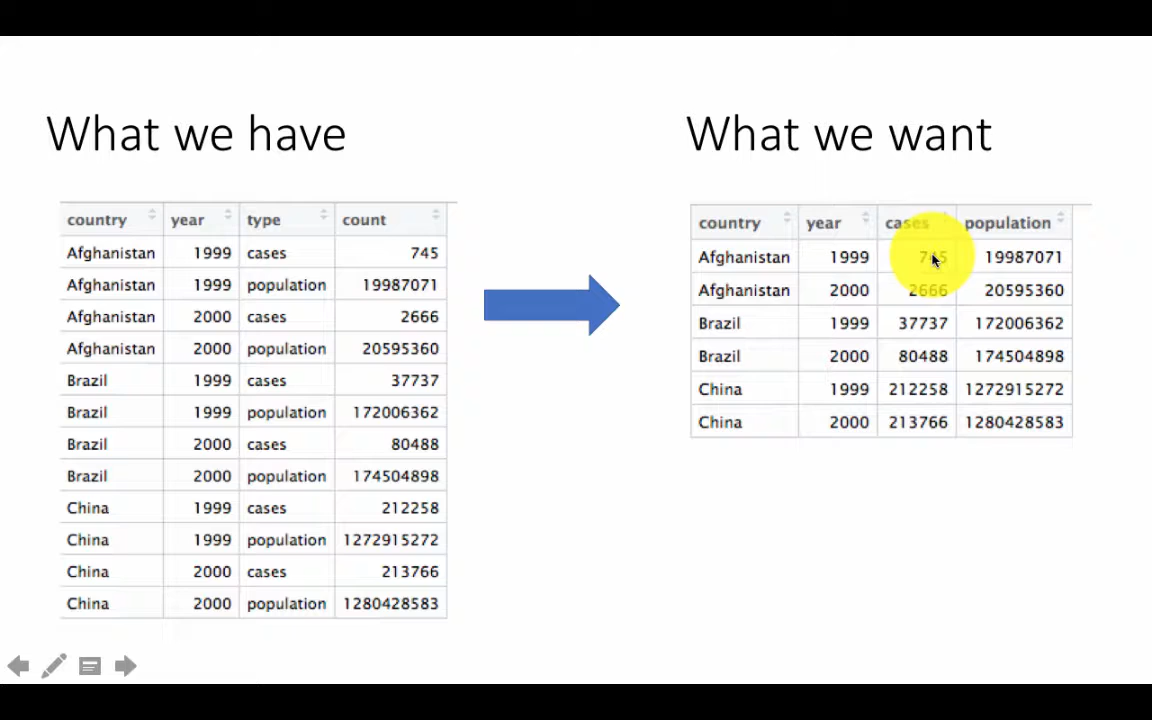 What we have
country year type count
Afghanistan 1999 cases 745
Afghanistan 1999 population 19987071
Afghanistan 2000 cases 2666
Afghanistan 2000 population 20595360
Brazil 1999 cases 37737
Brazil 1999 population 172006362
Brazil 2000 cases 80488
Brazil 2000 population 174504898
China 1999 cases 212258
China 1999 population 1272915272
China 2000 cases 213766
China 2000 population 1280428583
What we want
country year cases population
Afghanistan 1999 745 19987071
Afghanistan 2000 2666 20595360
Brazil 1999 37737 172006362
Brazil 2000 80488 174504898
China 1999 212258 1272915272
China 2000 213766 1280428583